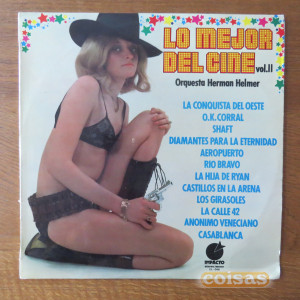 LO MEJOR
DEL CINE vol.II
Orquesta Herman Helmer
LA CONQUISTA DEL OESTE
O.K. CORRAL
SHAFT
DIAMANTES PARA LA ETERNIDAD
AEROPUERTO
RIO BRAVO
LA HIJA DE RYAN
CASTILLOS EN LA ARENA
LOS GIRASOLES
LA CALLE 42
ANONIMO VENECIANO
CASABLANCA
IMPACTO
coisas